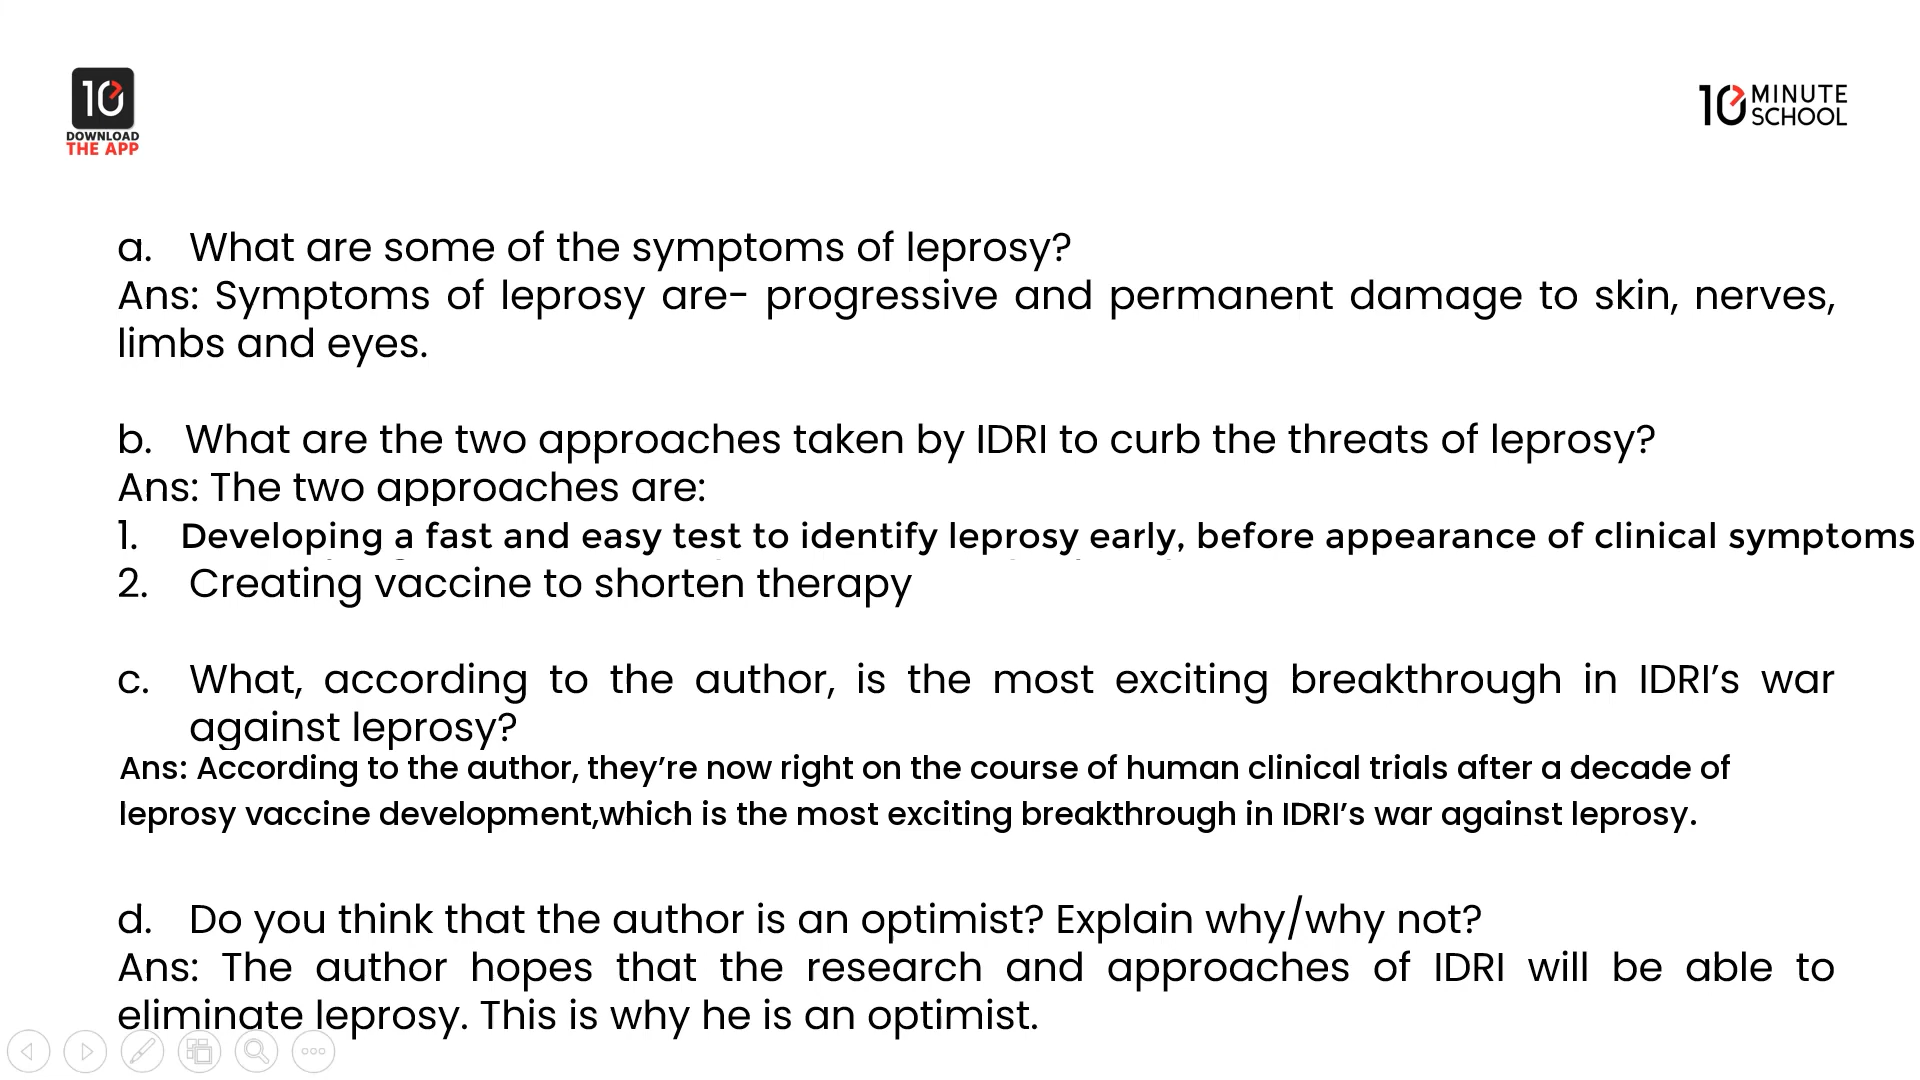 10
DOWNLOAD
THE APP
10 MINUTE
SCHOOL
a. What are some of the symptoms of leprosy?
Ans: Symptoms of leprosy are- progressive and permanent damage to skin, nerves,
limbs and eyes.
b. What are the two approaches taken by IDRI to curb the threats of leprosy?
Ans: The two approaches are:
1. Developing a fast and easy test to identify leprosy early, before appearance of clinical symptoms
2. Creating vaccine to shorten therapy
c. What, according to the author, is the most exciting breakthrough in IDRI’s war
against leprosy?
Ans: According to the author, they’re now right on the course of human clinical trials after a decade of
leprosy vaccine development,which is the most exciting breakthrough in IDRI’s war against leprosy.
d. Do you think that the author is an optimist? Explain why/why not?
Ans: The author hopes that the research and approaches of IDRI will be able to
eliminate leprosy. This is why he is an optimist.